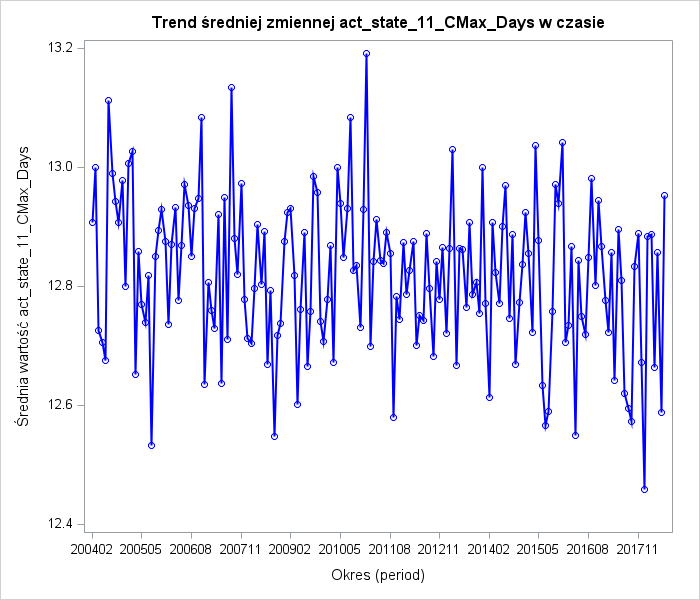 Trend średniej zmiennej act_state_11_CMax_Days w czasie
Średnia wartość act_state_11_CMax_Days
13.2
13.0
12.8
12.6
12.4
200402 200505 200608 200711 200902 201005 201108 201211 201402 201505 201608 201711
Okres (period)